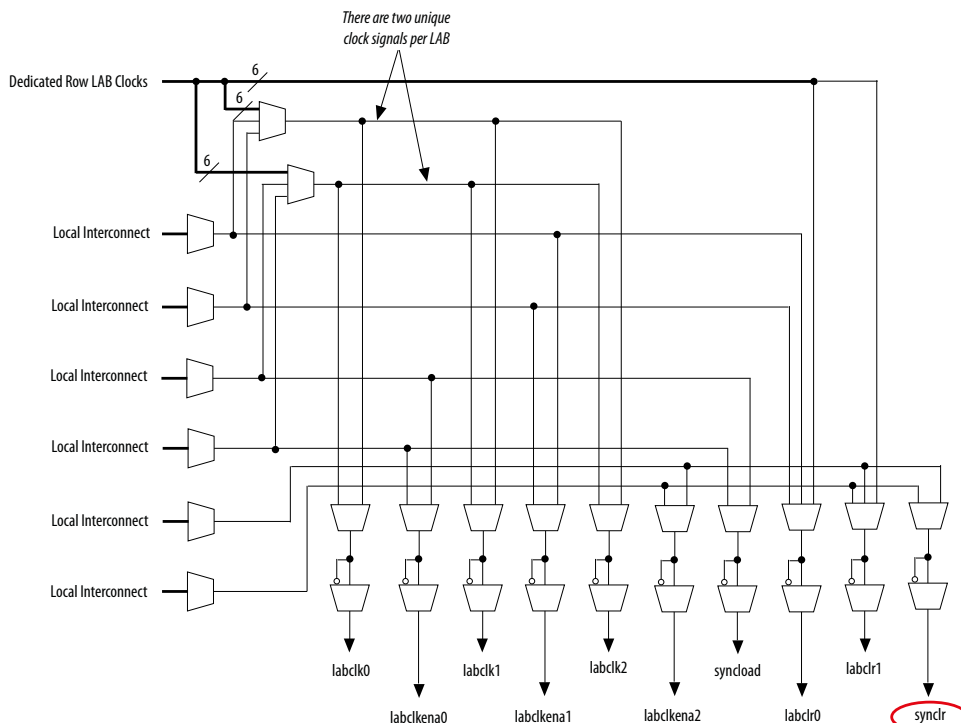 There are two unique
clock signals per LAB
Dedicated Row LAB Clocks
6
6
6
Local Interconnect
Local Interconnect
Local Interconnect
Local Interconnect
Local Interconnect
Local Interconnect
labclk0
labclk1
labclk2
syncload
labclr1
labclkena0
labclkena1
labclkena2
labclr0
synclr